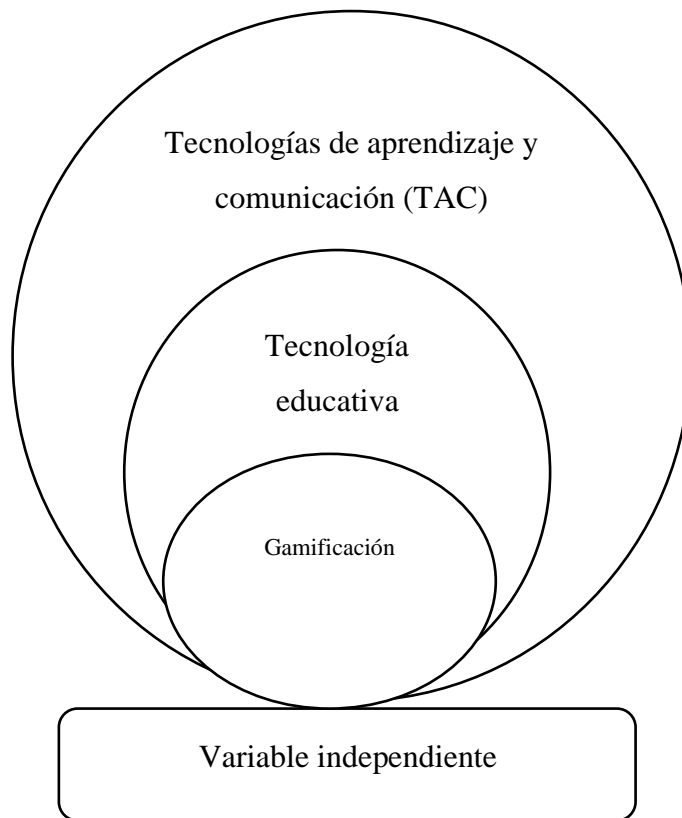 Tecnologías de aprendizaje y
comunicación (TAC)
Tecnología
educativa
Gamificación
Variable independiente